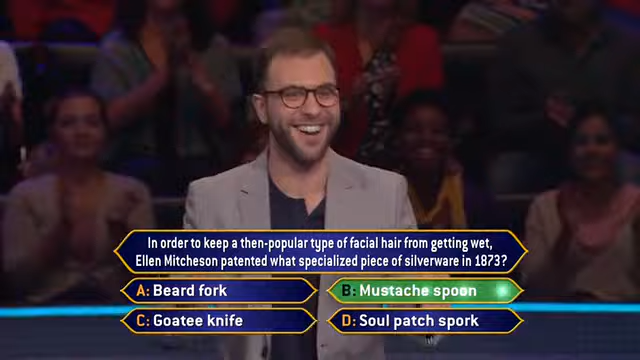 In order to keep a then-popular type of facial hair from getting wet,
Ellen Mitcheson patented what specialized piece of silverware in 1873?
A: Beard fork
B: Mustache spoon
C: Goatee knife
D: Soul patch spork